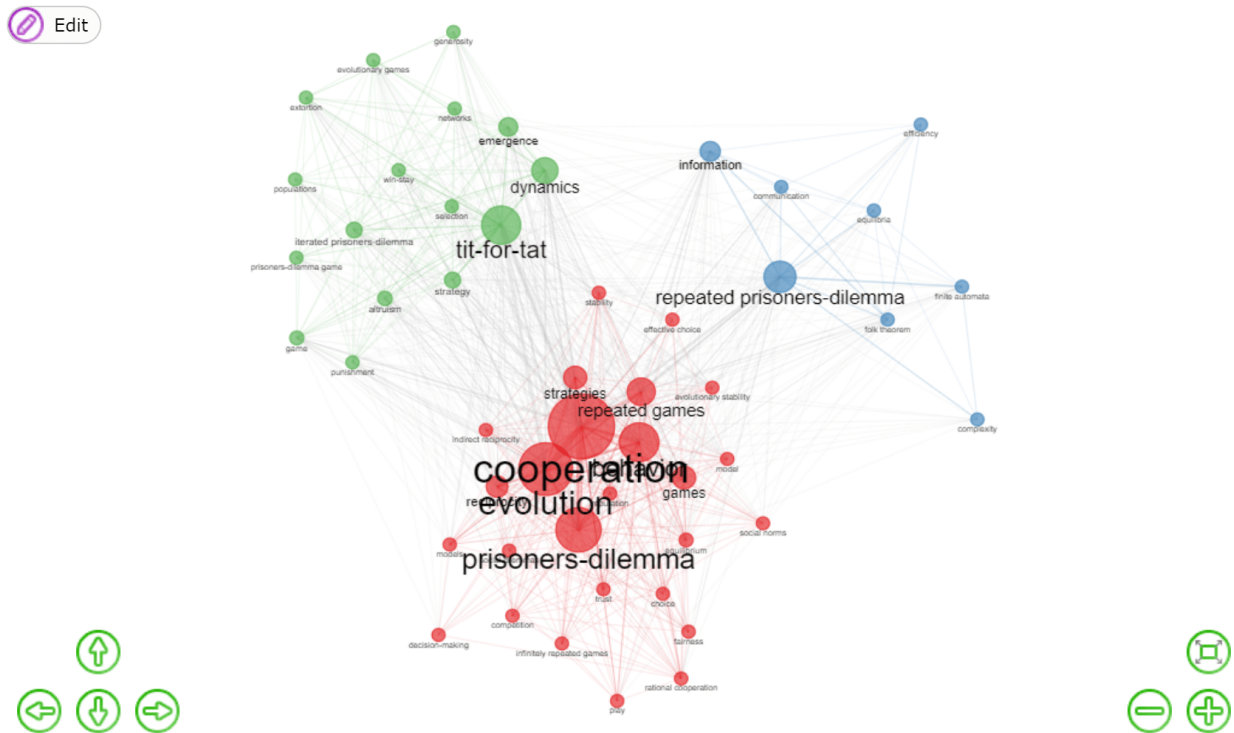 Edit
generosity
evolutionary games
extortion
networks
emergence
efficiency
information
win-stay
populations
dynamics
communication
selection
equilibria
iterated prisoners-dilemma
tit-for-tat
prisoners-dilemma game
strategy
repeated prisoners-dilemma
finite automata
altruism
stability
effective choice
folk theorem
game
punishment
strategies
evolutionary stability
repeated games
complexity
indirect reciprocity
cooperation
behavior
model
games
reciprocity
evolution
social norms
models
equilibrium
prisoners-dilemma
trust
choice
competition
decision-making
fairness
infinitely repeated games
rational cooperation
play